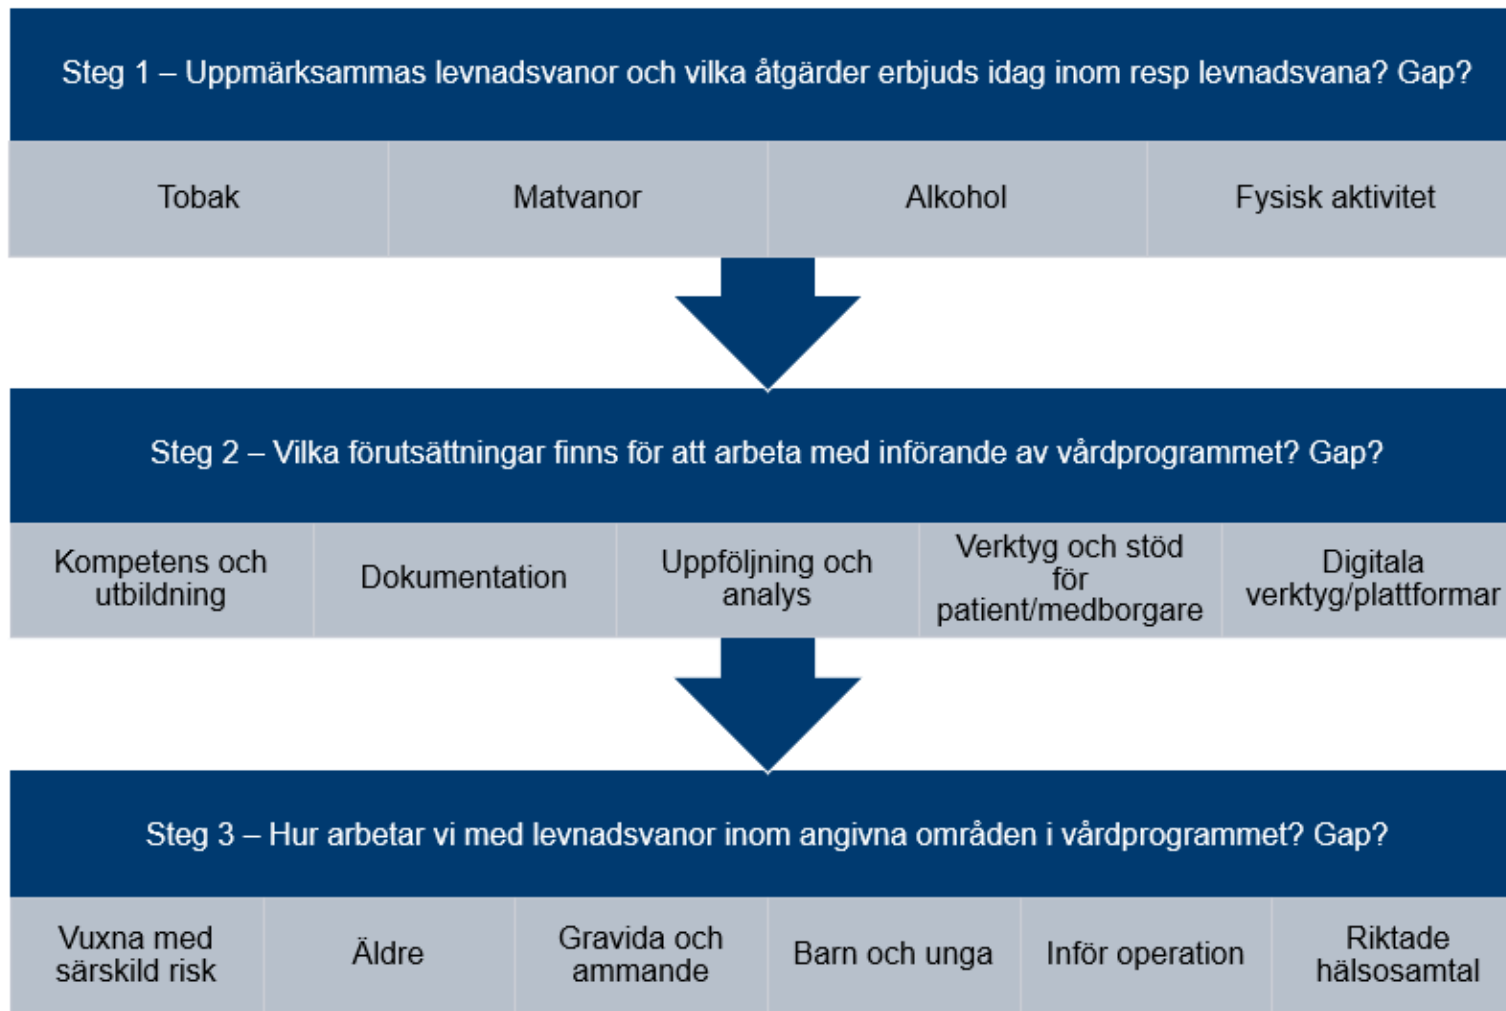 Steg 1 – Uppmärksammas levnadsvanor och vilka åtgärder erbjuds idag inom resp levnadsvana? Gap?
Tobak
Matvanor
Alkohol
Fysisk aktivitet
Steg 2 – Vilka förutsättningar finns för att arbeta med införande av vårdprogrammet? Gap?
Kompetens och
utbildning
Dokumentation
Uppföljning och
analys
Verktyg och stöd
för
patient/medborgare
Digitala
verktyg/plattformar
Steg 3 – Hur arbetar vi med levnadsvanor inom angivna områden i vårdprogrammet? Gap?
Vuxna med
särskild risk
Äldre
Gravida och
ammande
Barn och unga
Inför operation
Riktade
hälsosamtal